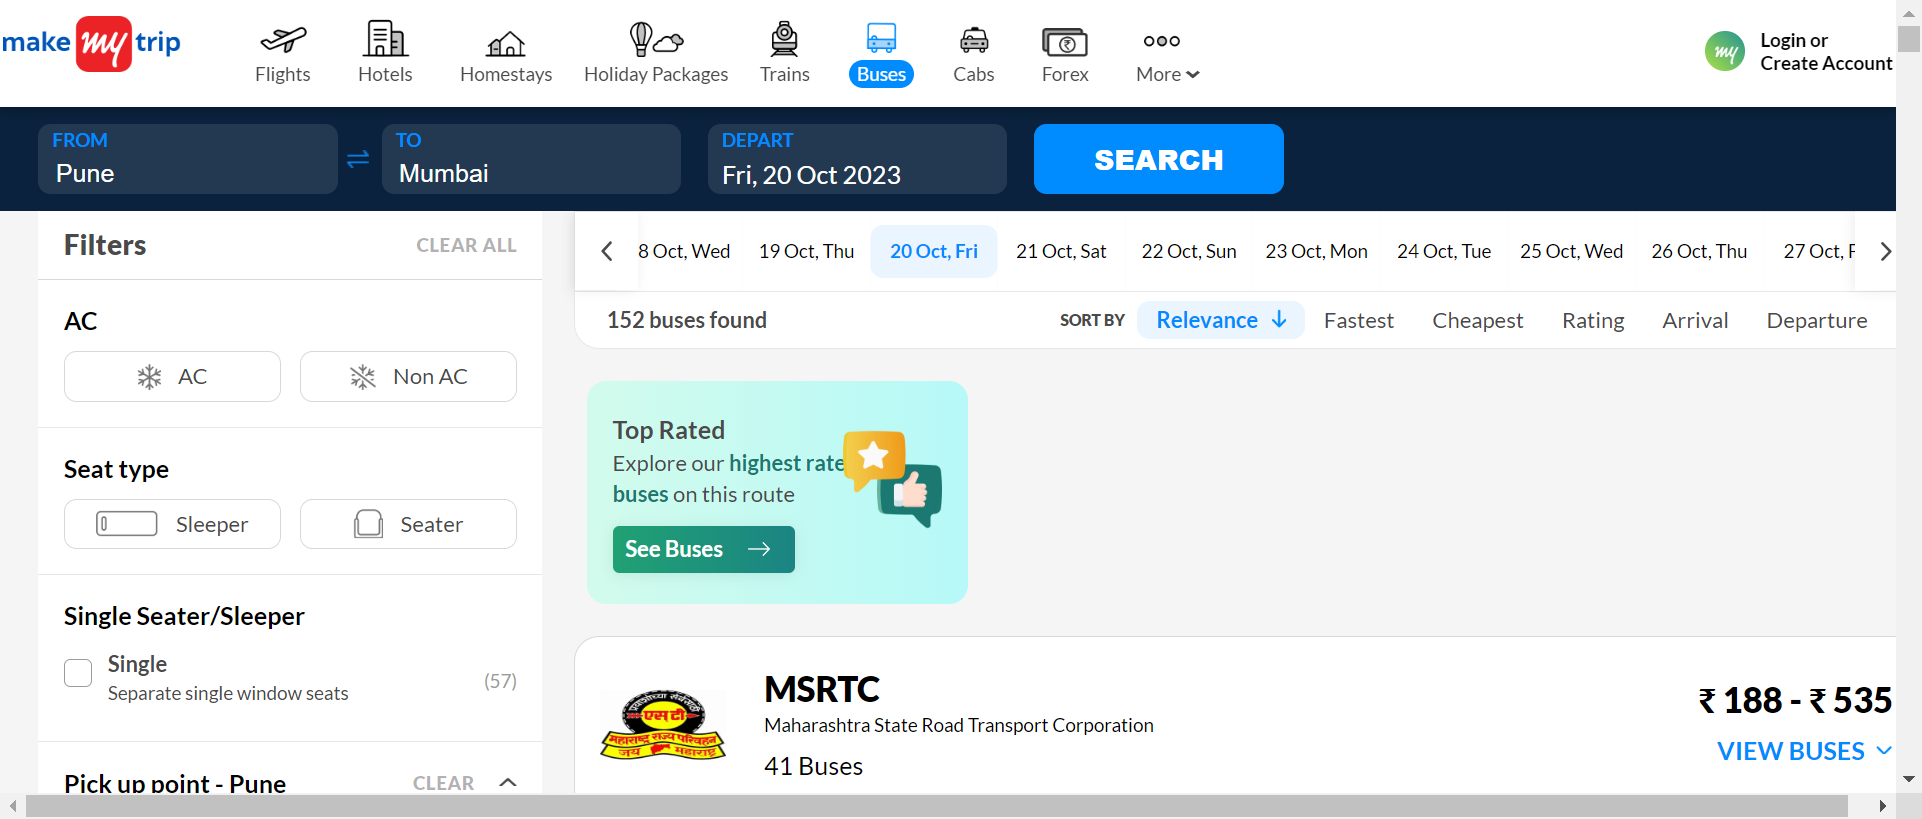 make my trip
Flights
Hotels
Homestays
Holiday Packages
Trains
Buses
Cabs
Forex
More
my
Login or
Create Account
FROM
Pune
TO
Mumbai
DEPART
Fri, 20 Oct 2023
SEARCH
Filters
CLEAR ALL
AC
AC
Non AC
Seat type
Sleeper
Seater
Single Seater/Sleeper
Single
Separate single window seats
(57)
Pick up point - Pune
CLEAR
8 Oct, Wed
19 Oct, Thu
20 Oct, Fri
21 Oct, Sat
22 Oct, Sun
23 Oct, Mon
24 Oct, Tue
25 Oct, Wed
26 Oct, Thu
27 Oct, F
152 buses found
SORT BY
Relevance
Fastest
Cheapest
Rating
Arrival
Departure
Top Rated
Explore our highest rate
buses on this route
See Buses
एस टी
महाराष्ट्र राज्य परिवहन
जय महाराष्ट्र
MSRTC
Maharashtra State Road Transport Corporation
41 Buses
₹ 188 - ₹ 535
VIEW BUSES